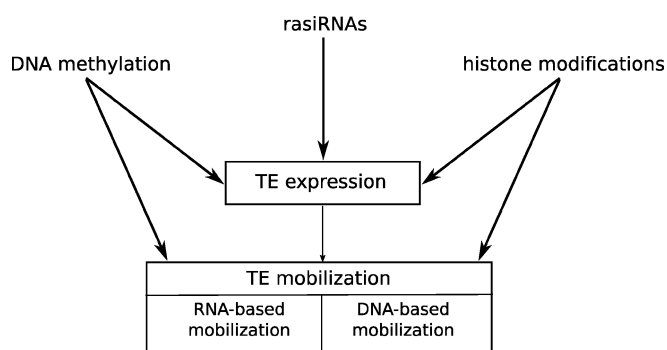 rasiRNAs
DNA methylation
histone modifications
TE expression
TE mobilization
RNA-based
mobilization
DNA-based
mobilization